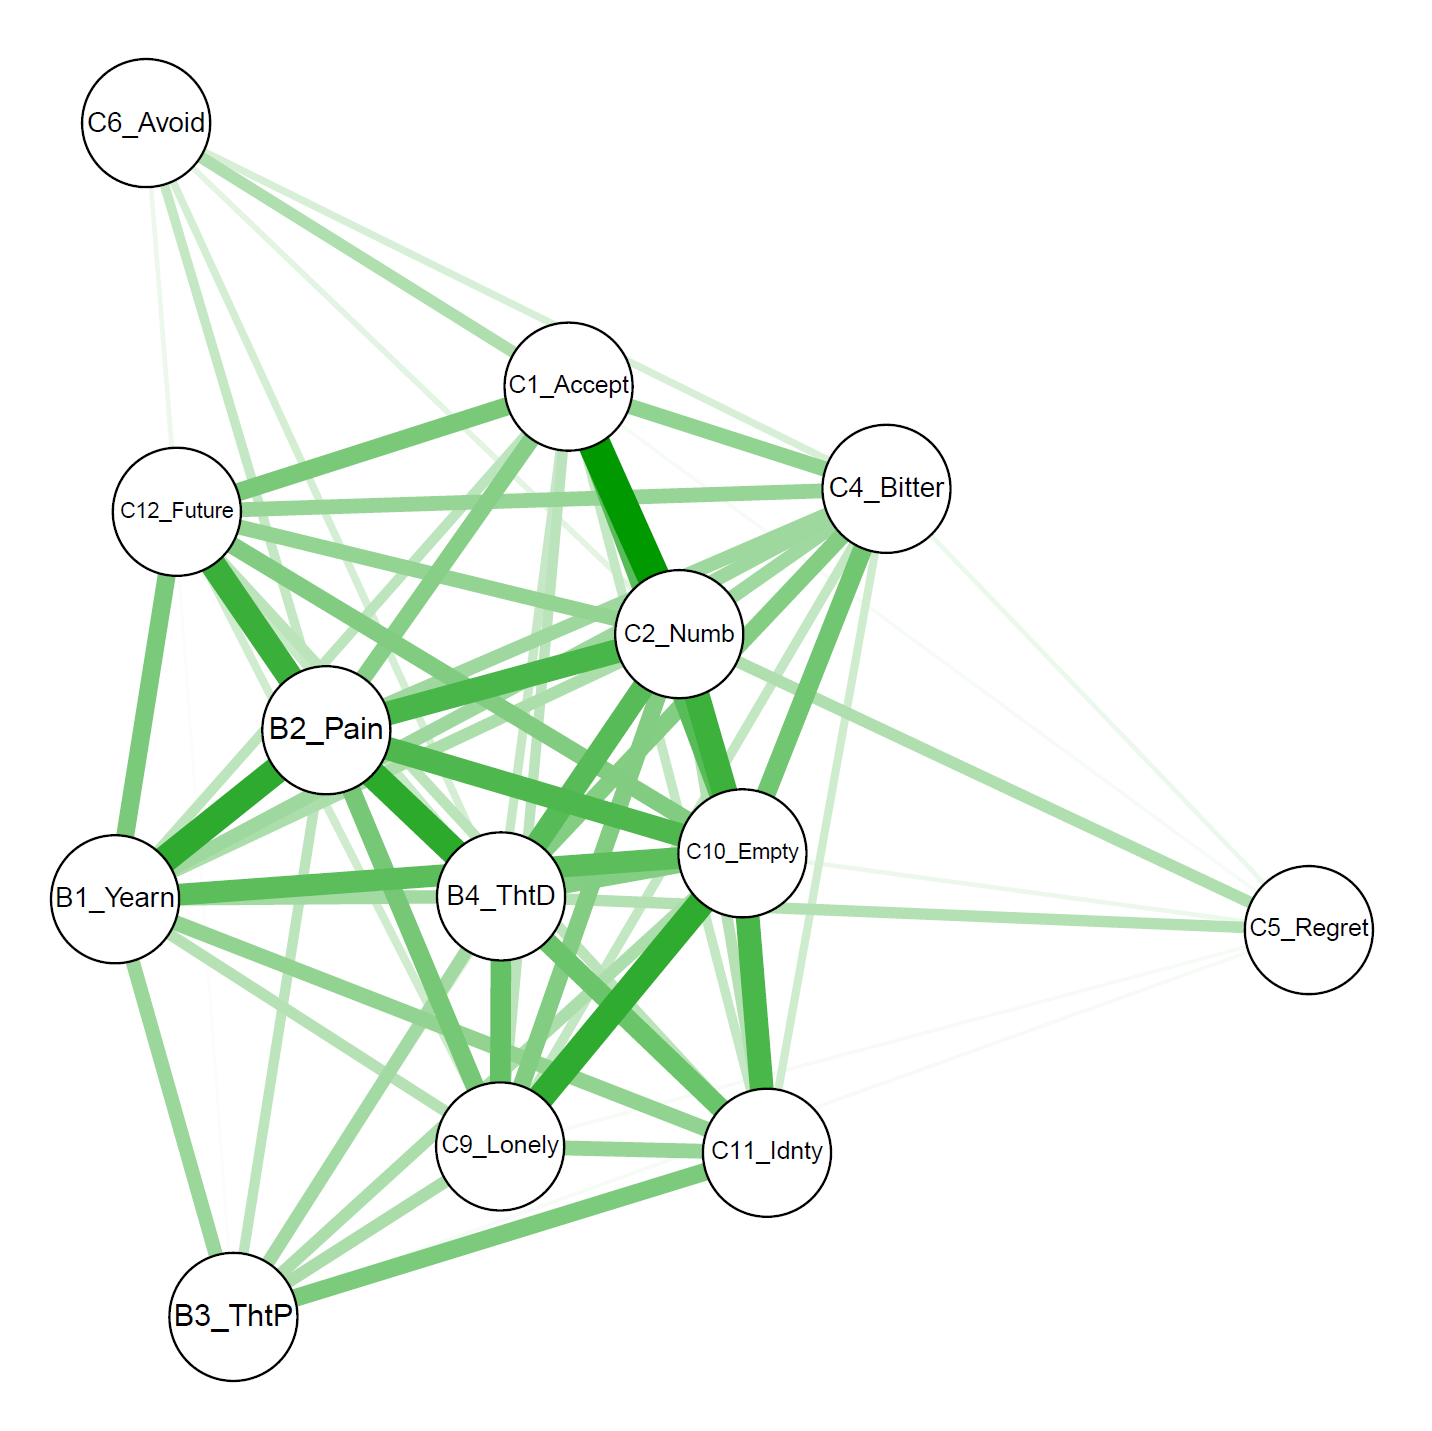 C6_Avoid
C1_Accept
C4_Bitter
C12_Future
C2_Numb
B2_Pain
C10_Empty
B1_Yearn
B4_ThtD
C5_Regret
C9_Lonely
C11_Idnty
B3_ThtP